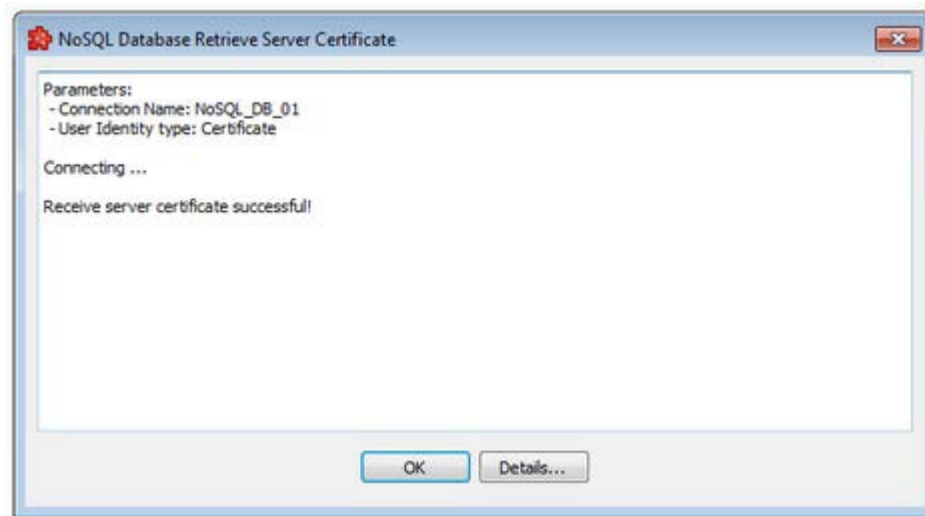 NoSQL Database Retrieve Server Certificate
Parameters:
- Connection Name: NoSQL_DB_01
- User Identity type: Certificate
Connecting ...
Receive server certificate successful!
OK
Details...